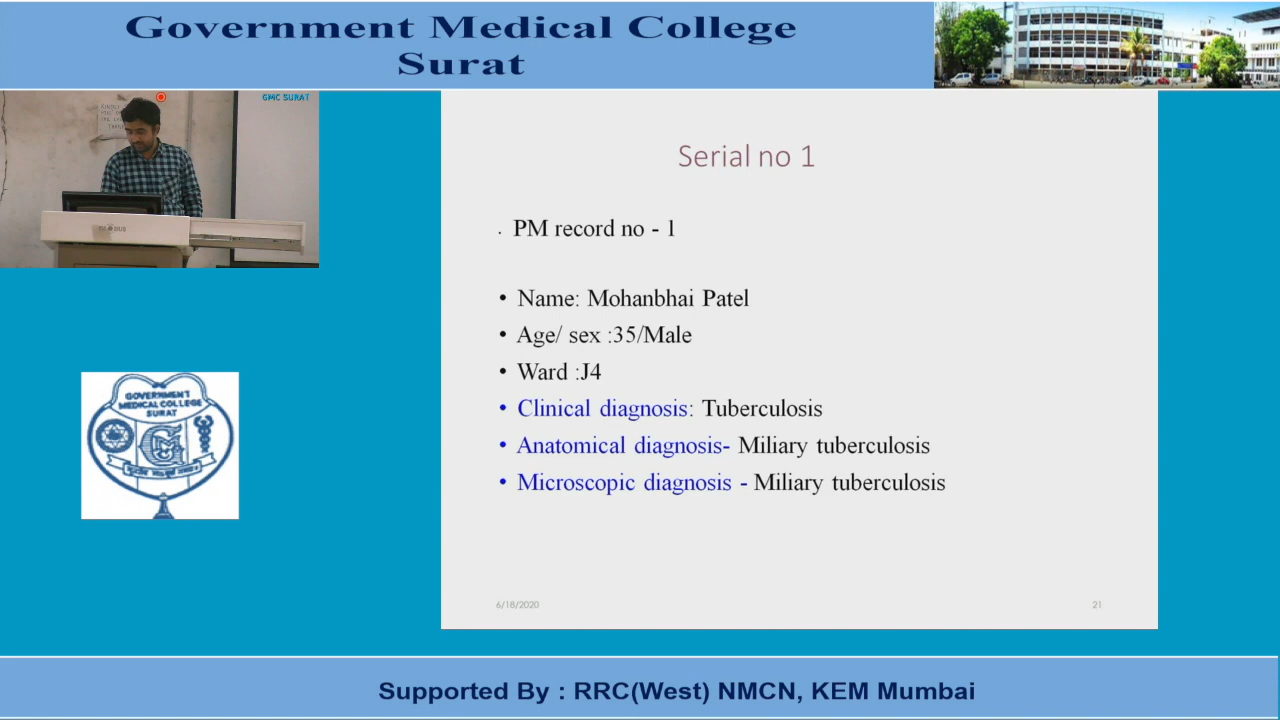 Government Medical College
Surat
GMC SURAT
Serial no 1
. PM record no - 1
• Name: Mohanbhai Patel
• Age/ sex :35/Male
• Ward :J4
• Clinical diagnosis: Tuberculosis
• Anatomical diagnosis- Miliary tuberculosis
• Microscopic diagnosis - Miliary tuberculosis
6/18/2020
21
GOVERNMENT
MEDICAL COLLEGE
SURAT
Supported By : RRC(West) NMCN, KEM Mumbai